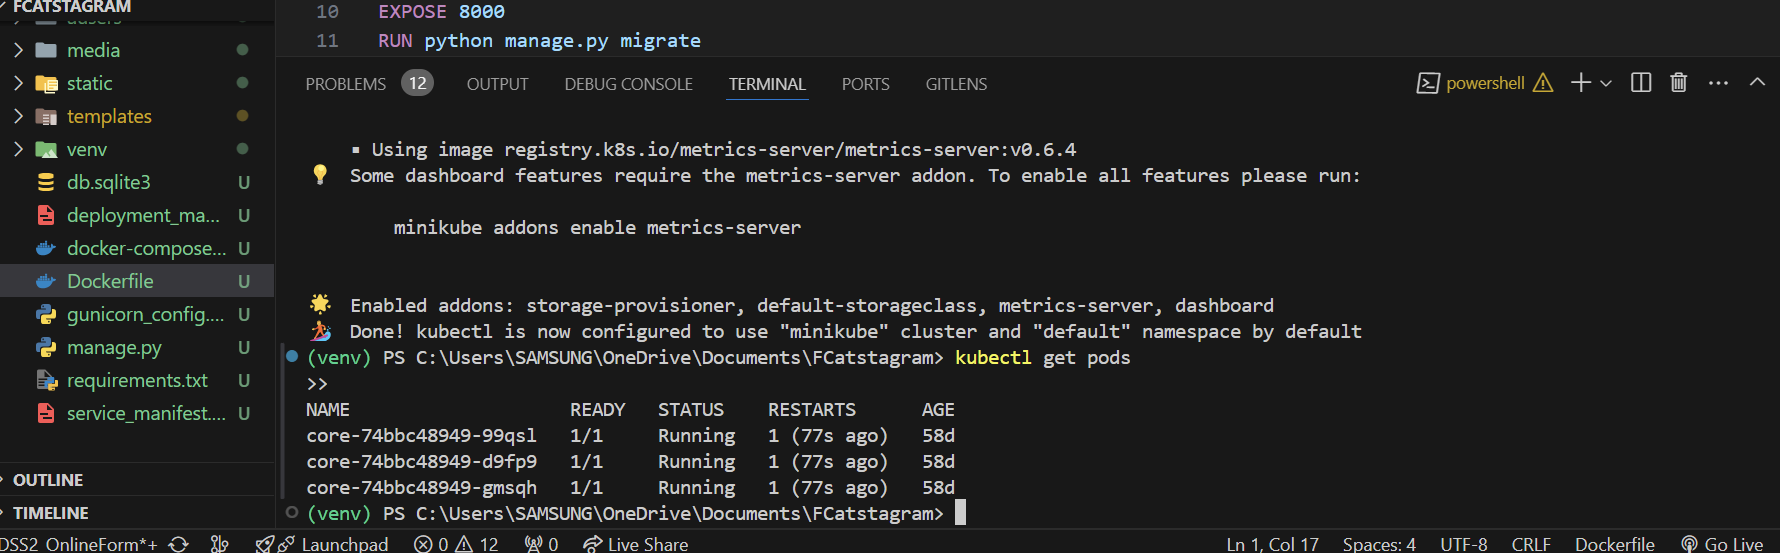 FCATSTAGRAM
media
static
templates
venv
db.sqlite3
U
deployment_ma...
U
docker-compose...
U
Dockerfile
U
gunicorn_config....
U
manage.py
U
requirements.txt
U
service_manifest....
U
OUTLINE
TIMELINE
10 EXPOSE 8000
11 RUN python manage.py migrate
PROBLEMS 12 OUTPUT DEBUG CONSOLE TERMINAL PORTS GITLENS
powershell
▪ Using image registry.k8s.io/metrics-server/metrics-server:v0.6.4
💡 Some dashboard features require the metrics-server addon. To enable all features please run:
minikube addons enable metrics-server
🌟 Enabled addons: storage-provisioner, default-storageclass, metrics-server, dashboard
🏄 Done! kubectl is now configured to use "minikube" cluster and "default" namespace by default
(venv) PS C:\Users\SAMSUNG\OneDrive\Documents\FCatstagram> kubectl get pods
>>
NAME READY STATUS RESTARTS AGE
core-74bbc48949-99qsl 1/1 Running 1 (77s ago) 58d
core-74bbc48949-d9fp9 1/1 Running 1 (77s ago) 58d
core-74bbc48949-gmsqh 1/1 Running 1 (77s ago) 58d
(venv) PS C:\Users\SAMSUNG\OneDrive\Documents\FCatstagram>
DSS2_OnlineForm*+ Launchpad 0 12 0 Live Share Ln 1, Col 17 Spaces: 4 UTF-8 CRLF Dockerfile Go Live